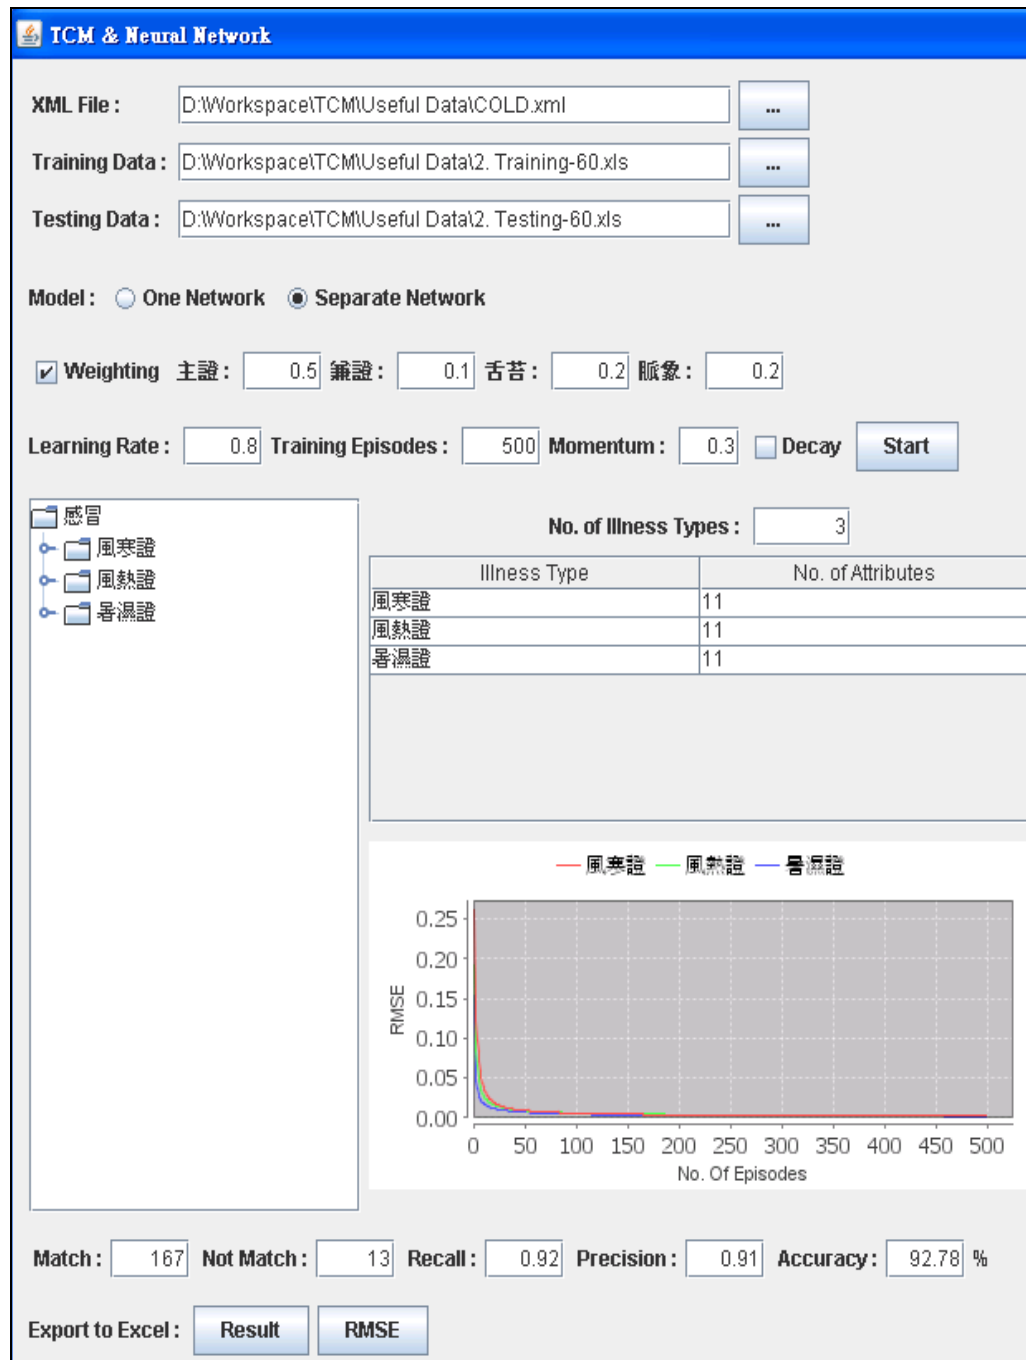 TCM & Neural Network
XML File : D:\Workspace\TCM\Useful Data\COLD.xml ...
Training Data : D:\Workspace\TCM\Useful Data\2. Training-60.xls ...
Testing Data : D:\Workspace\TCM\Useful Data\2. Testing-60.xls ...
Model : One Network Separate Network
Weighting 主證 : 0.5 兼證 : 0.1 舌苔 : 0.2 脈象 : 0.2
Learning Rate : 0.8 Training Episodes : 500 Momentum : 0.3 Decay Start
感冒
風寒證
風熱證
暑濕證
No. of Illness Types : 3
Illness Type No. of Attributes
風寒證 11
風熱證 11
暑濕證 11
風寒證 風熱證 暑濕證
RMSE
0.25
0.20
0.15
0.10
0.05
0.00
0 50 100 150 200 250 300 350 400 450 500
No. Of Episodes
Match : 167 Not Match : 13 Recall : 0.92 Precision : 0.91 Accuracy : 92.78 %
Export to Excel : Result RMSE